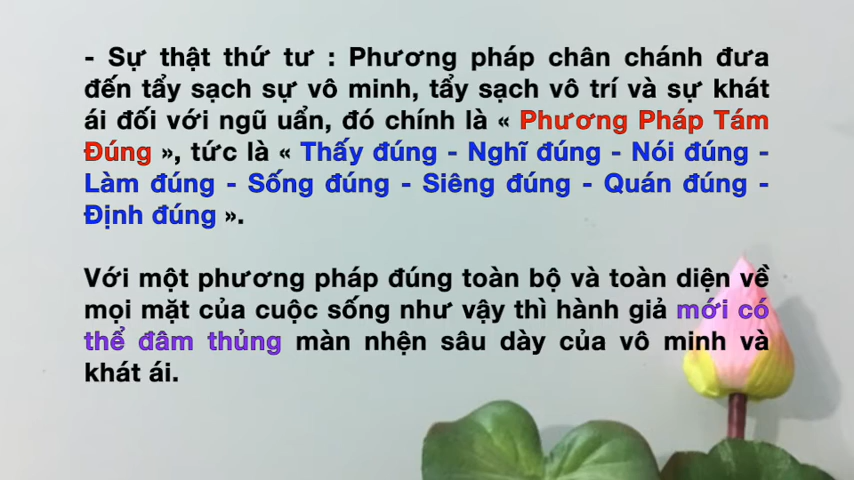 - Sự thật thứ tư : Phương pháp chân chánh đưa
đến tẩy sạch sự vô minh, tẩy sạch vô trí và sự khát
ái đối với ngũ uẩn, đó chính là « Phương Pháp Tám
Đúng », tức là « Thấy đúng - Nghĩ đúng - Nói đúng -
Làm đúng - Sống đúng - Siêng đúng - Quán đúng -
Định đúng ».
Với một phương pháp đúng toàn bộ và toàn diện về
mọi mặt của cuộc sống như vậy thì hành giả mới có
thể đâm thủng màn nhện sâu dày của vô minh và
khát ái.